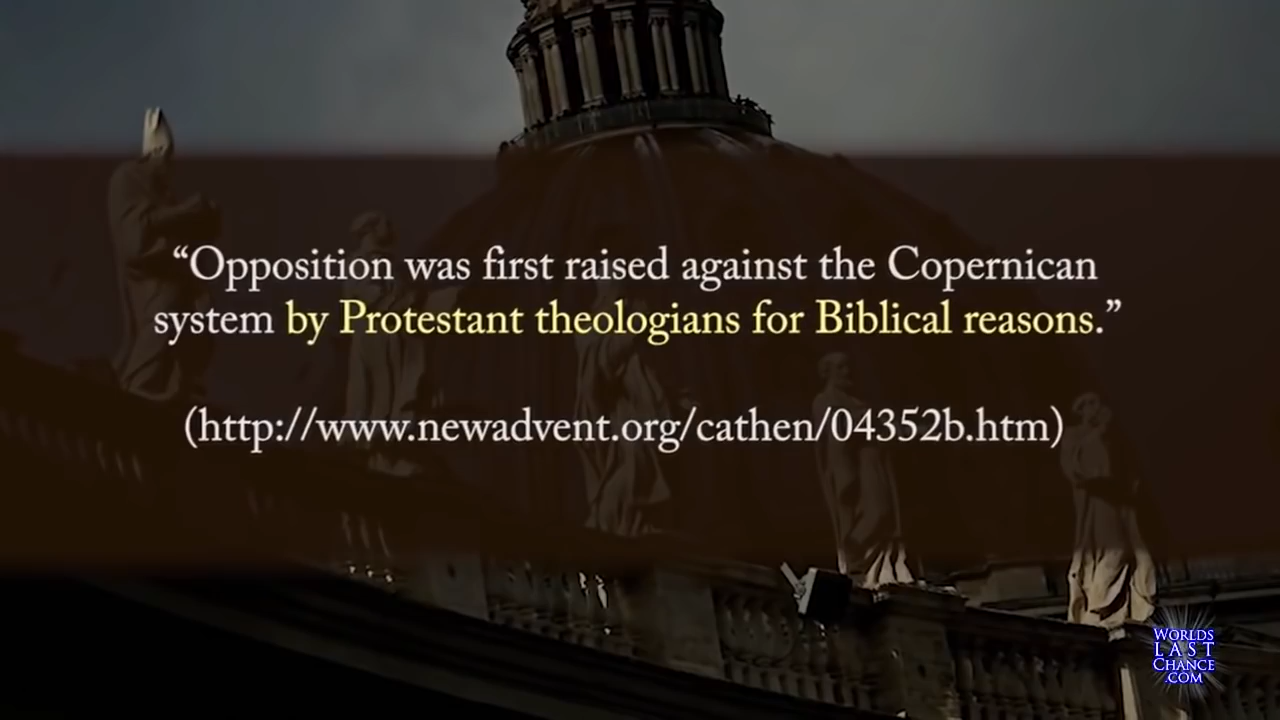 “Opposition was first raised against the Copernican
system by Protestant theologians for Biblical reasons.”
(http://www.newadvent.org/cathen/04352b.htm)
WORLDS
LAST
CHANCE
.COM